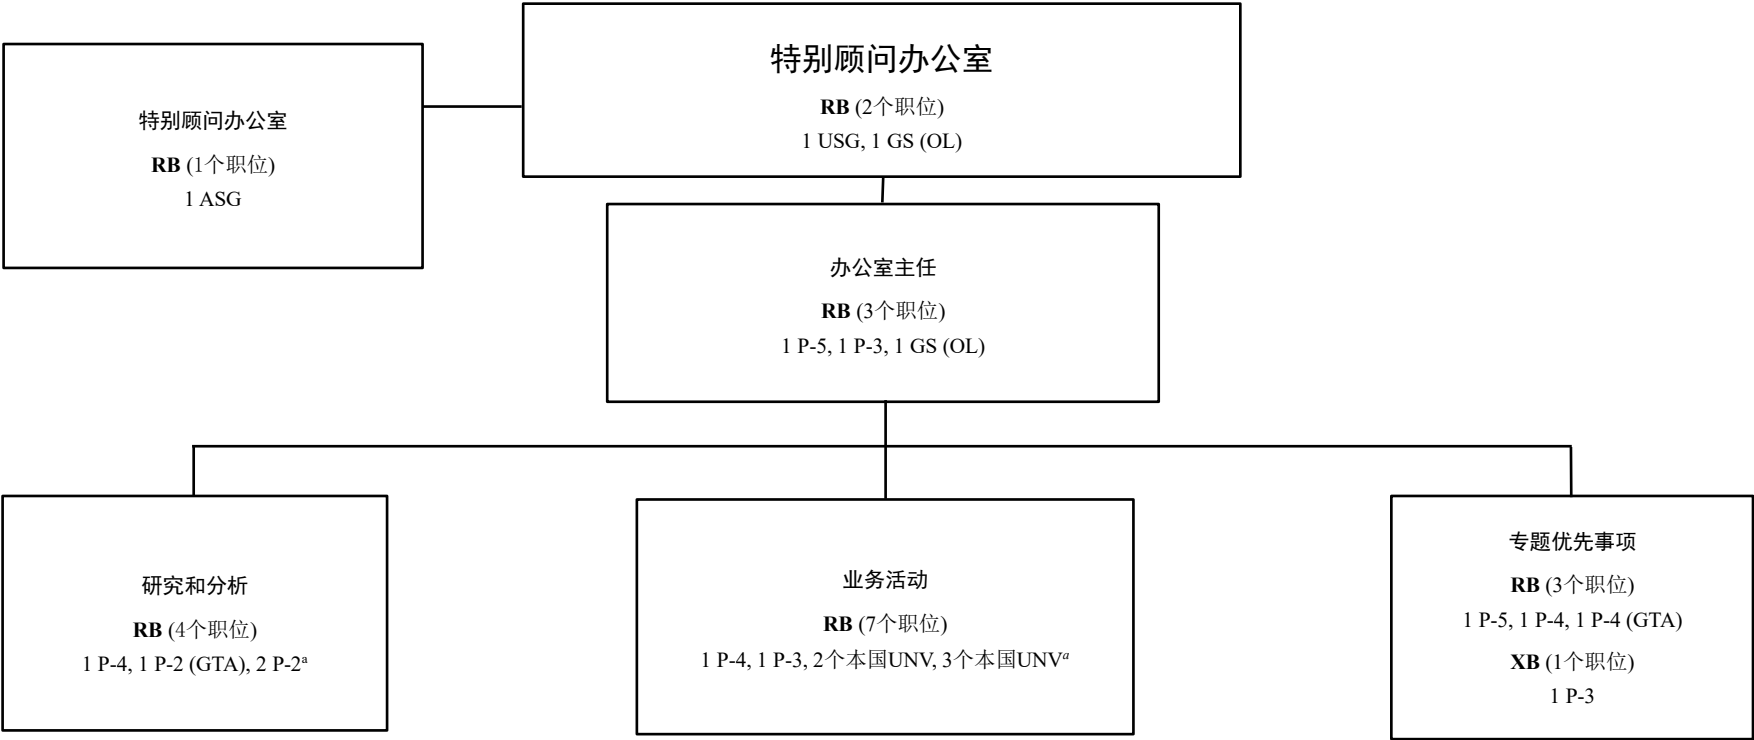 特别顾问办公室
RB (2个职位)
1 USG, 1 GS (OL)
特别顾问办公室
RB (1个职位)
1 ASG
办公室主任
RB (3个职位)
1 P-5, 1 P-3, 1 GS (OL)
研究和分析
RB (4个职位)
1 P-4, 1 P-2 (GTA), 2 P-2ᵃ
业务活动
RB (7个职位)
1 P-4, 1 P-3, 2个本国UNV, 3个本国UNVᵃ
专题优先事项
RB (3个职位)
1 P-5, 1 P-4, 1 P-4 (GTA)
XB (1个职位)
1 P-3